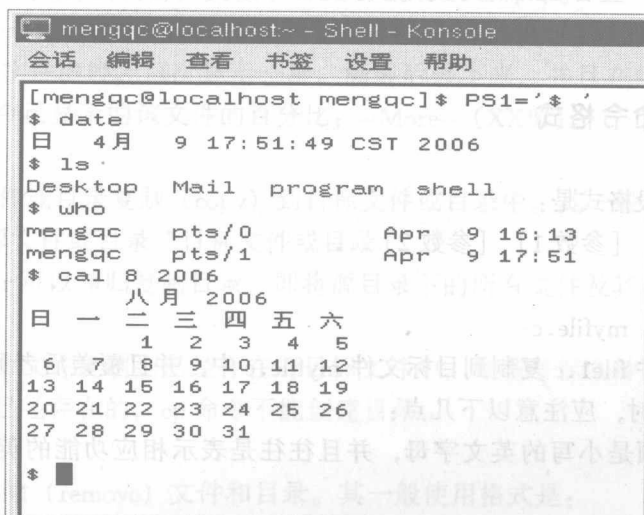 mengqc@localhost:~ - Shell - Konsole
会话 编辑 查看 书签 设置 帮助
[mengqc@localhost mengqc]$ PS1='$ '
$ date
日 4月 9 17:51:49 CST 2006
$ ls
Desktop Mail program shell
$ who
mengqc pts/0 Apr 9 16:13
mengqc pts/1 Apr 9 17:51
$ cal 8 2006
八月 2006
日 一 二 三 四 五 六
1 2 3 4 5
6 7 8 9 10 11 12
13 14 15 16 17 18 19
20 21 22 23 24 25 26
27 28 29 30 31
$